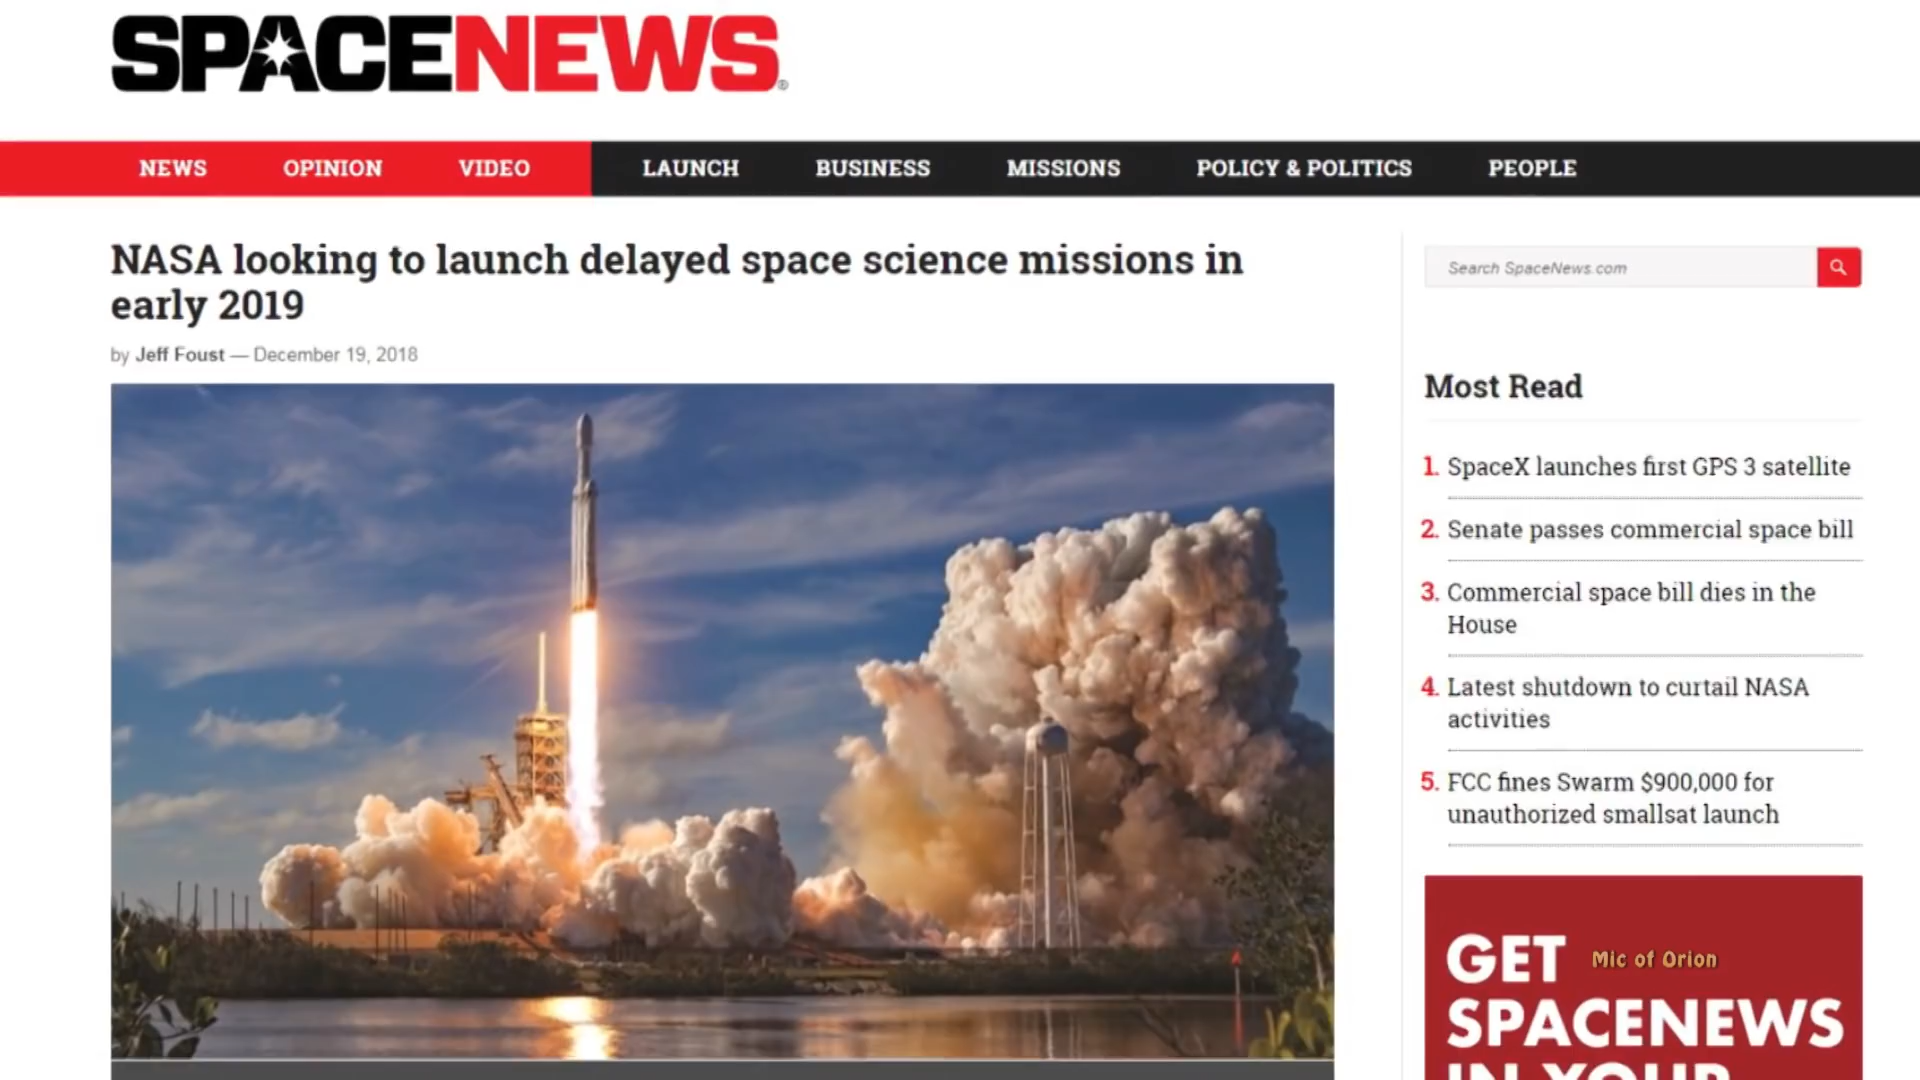 SPACENEWS®
NEWS OPINION VIDEO LAUNCH BUSINESS MISSIONS POLICY & POLITICS PEOPLE
NASA looking to launch delayed space science missions in
early 2019
by Jeff Foust — December 19, 2018
Search SpaceNews.com
Most Read
1. SpaceX launches first GPS 3 satellite
2. Senate passes commercial space bill
3. Commercial space bill dies in the
House
4. Latest shutdown to curtail NASA
activities
5. FCC fines Swarm $900,000 for
unauthorized smallsat launch
GET
Mic of Orion
SPACENEWS
IN YOUR